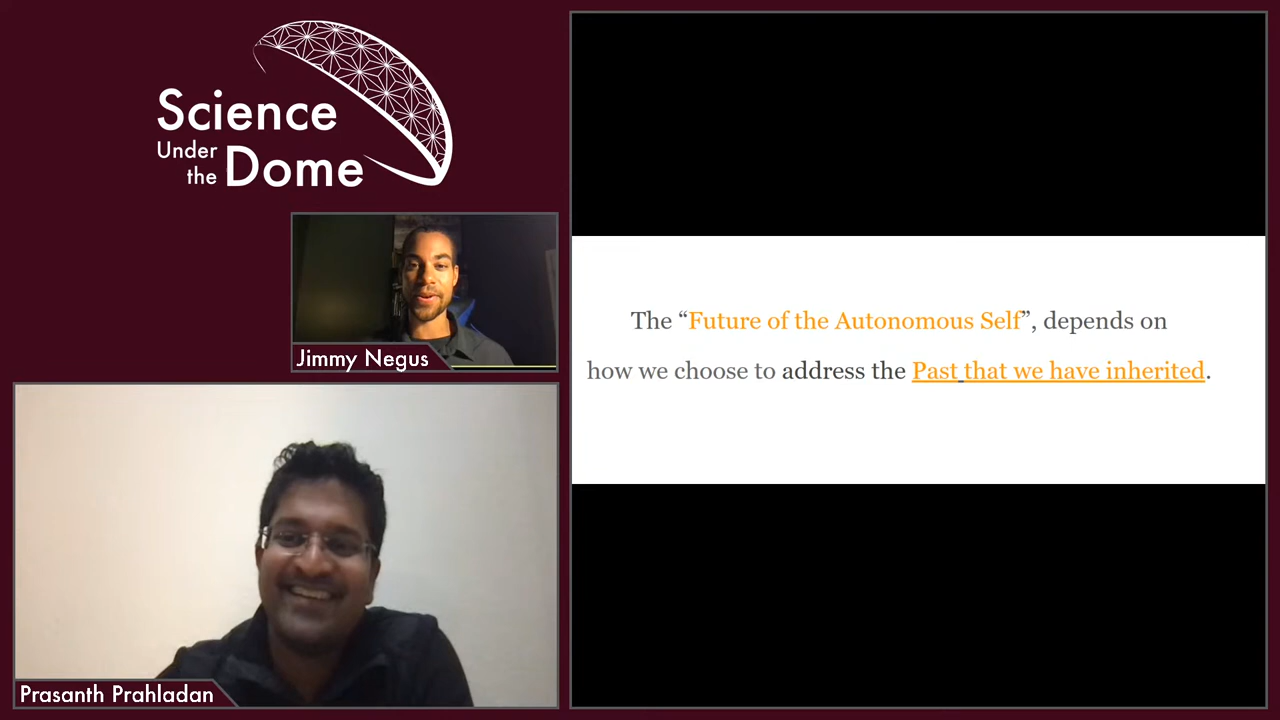 Science
Under
the Dome
Jimmy Negus
Prasanth Prahladan
The “Future of the Autonomous Self”, depends on
how we choose to address the Past that we have inherited.